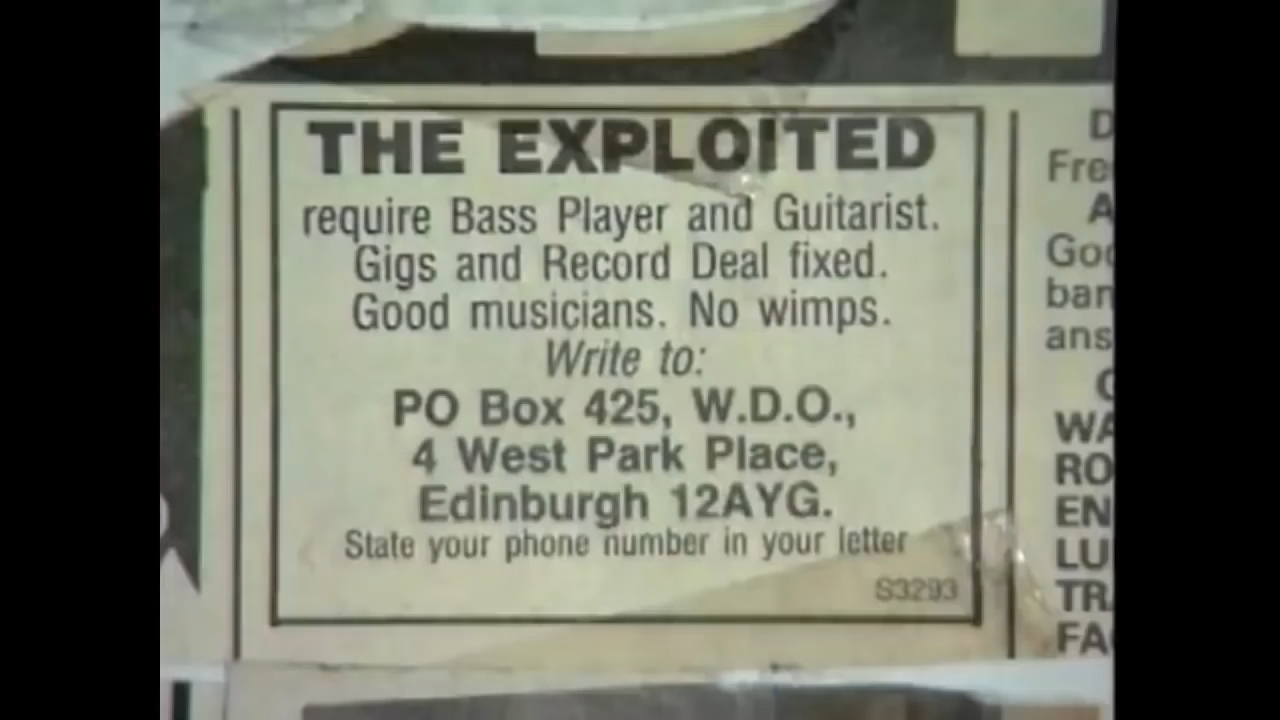 THE EXPLOITED
require Bass Player and Guitarist.
Gigs and Record Deal fixed.
Good musicians. No wimps.
Write to:
PO Box 425, W.D.O.,
4 West Park Place,
Edinburgh 12AYG.
State your phone number in your letter
S3293